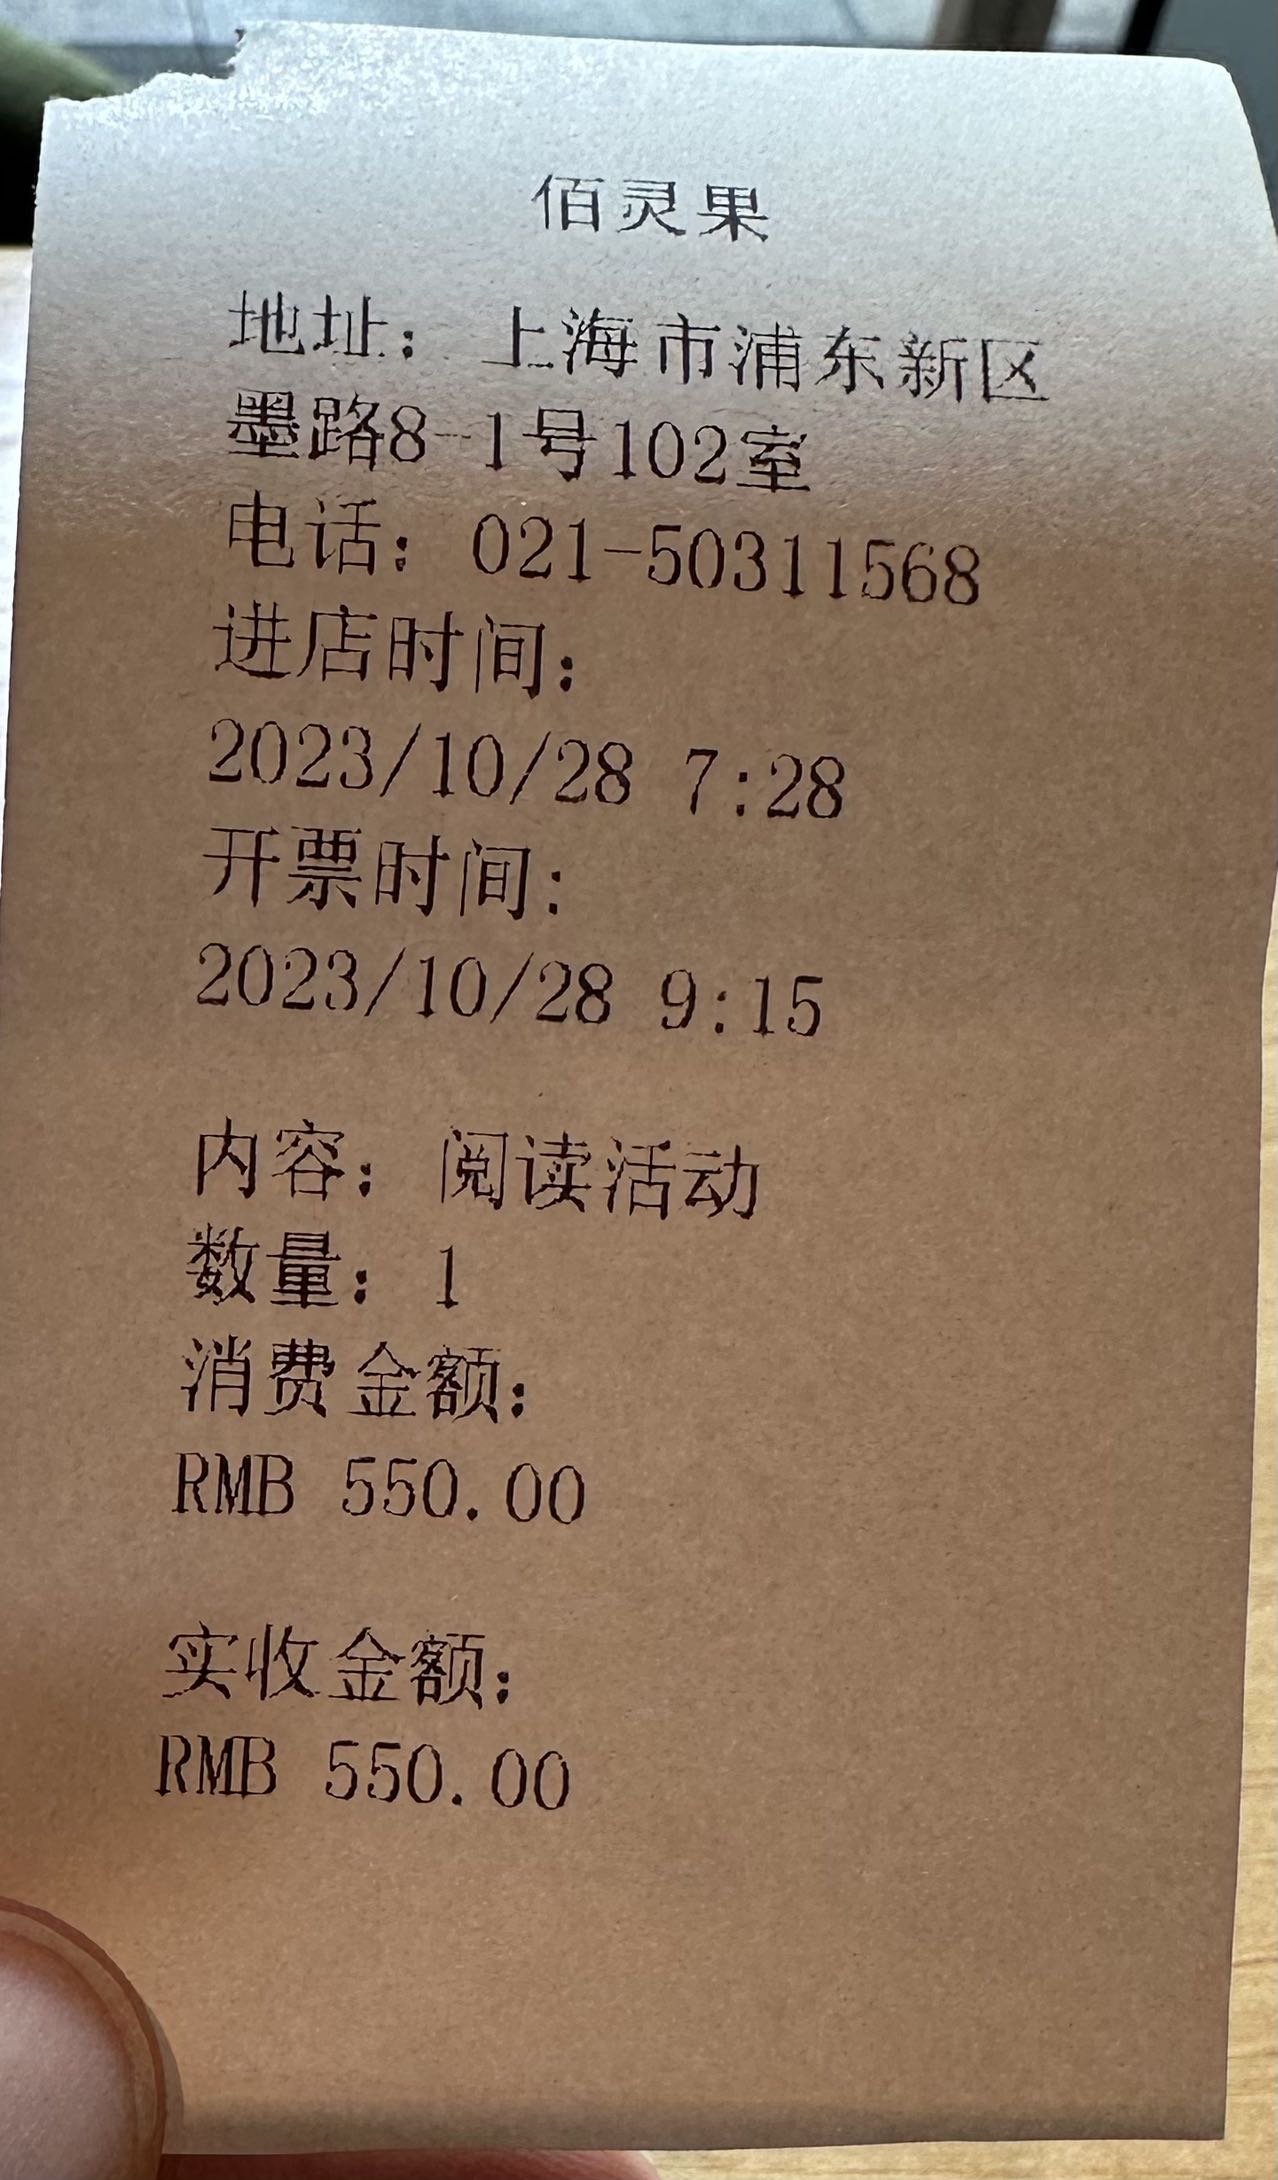 佰灵果
地址：上海市浦东新区
墨路8-1号102室
电话：021-50311568
进店时间：
2023/10/28 7:28
开票时间：
2023/10/28 9:15
内容：阅读活动
数量：1
消费金额：
RMB 550.00
实收金额：
RMB 550.00